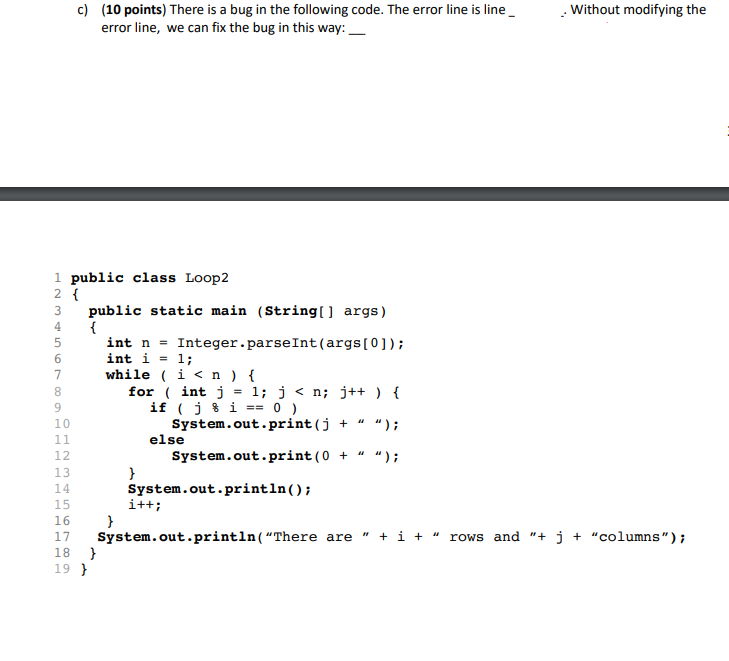 c) (10 points) There is a bug in the following code. The error line is line _ . Without modifying the
error line, we can fix the bug in this way: __
1 public class Loop2
2 {
3 public static main (String[] args)
4 {
5 int n = Integer.parseInt(args[0]);
6 int i = 1;
7 while ( i < n ) {
8 for ( int j = 1; j < n; j++ ) {
9 if ( j % i == 0 )
10 System.out.print(j + “ “);
11 else
12 System.out.print(0 + “ “);
13 }
14 System.out.println();
15 i++;
16 }
17 System.out.println(“There are ” + i + “ rows and ”+ j + “columns”);
18 }
19 }